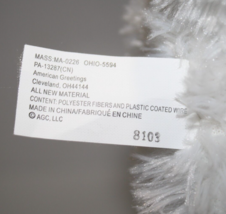 MASS: MA-0226 OHIO-5594
PA-13287(CN)
American Greetings
Cleveland, OH44144
ALL NEW MATERIAL
CONTENT: POLYESTER FIBERS AND PLASTIC COATED W
MADE IN CHINA/FABRIQUÉ EN CHINE
© AGC, LLC
8103